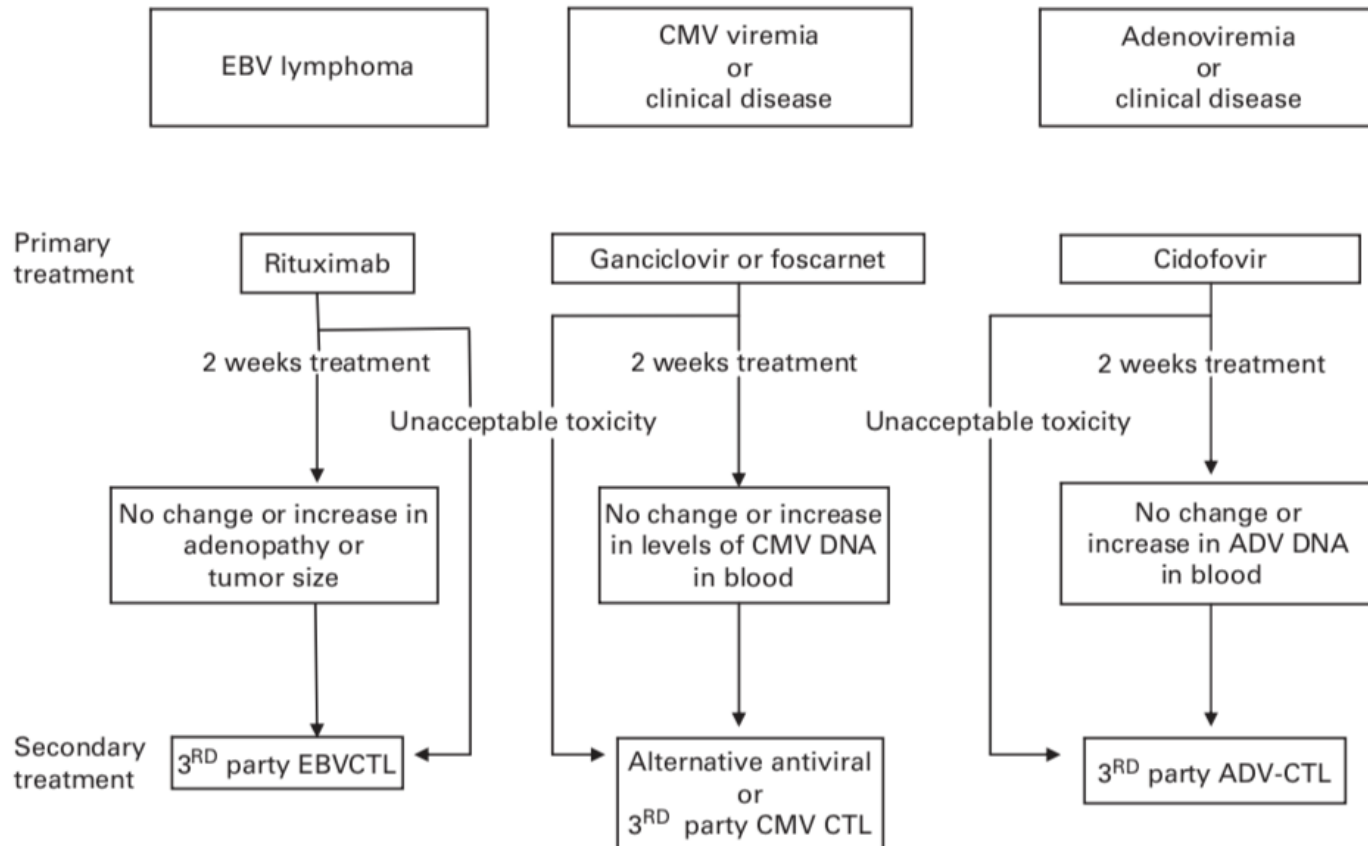 EBV lymphoma
CMV viremia
or
clinical disease
Adenoviremia
or
clinical disease
Primary
treatment
Rituximab
Ganciclovir or foscarnet
Cidofovir
2 weeks treatment
2 weeks treatment
2 weeks treatment
Unacceptable toxicity
Unacceptable toxicity
No change or increase in
adenopathy or
tumor size
No change or increase
in levels of CMV DNA
in blood
No change or
increase in ADV DNA
in blood
Secondary
treatment
3RD party EBVCTL
Alternative antiviral
or
3RD party CMV CTL
3RD party ADV-CTL